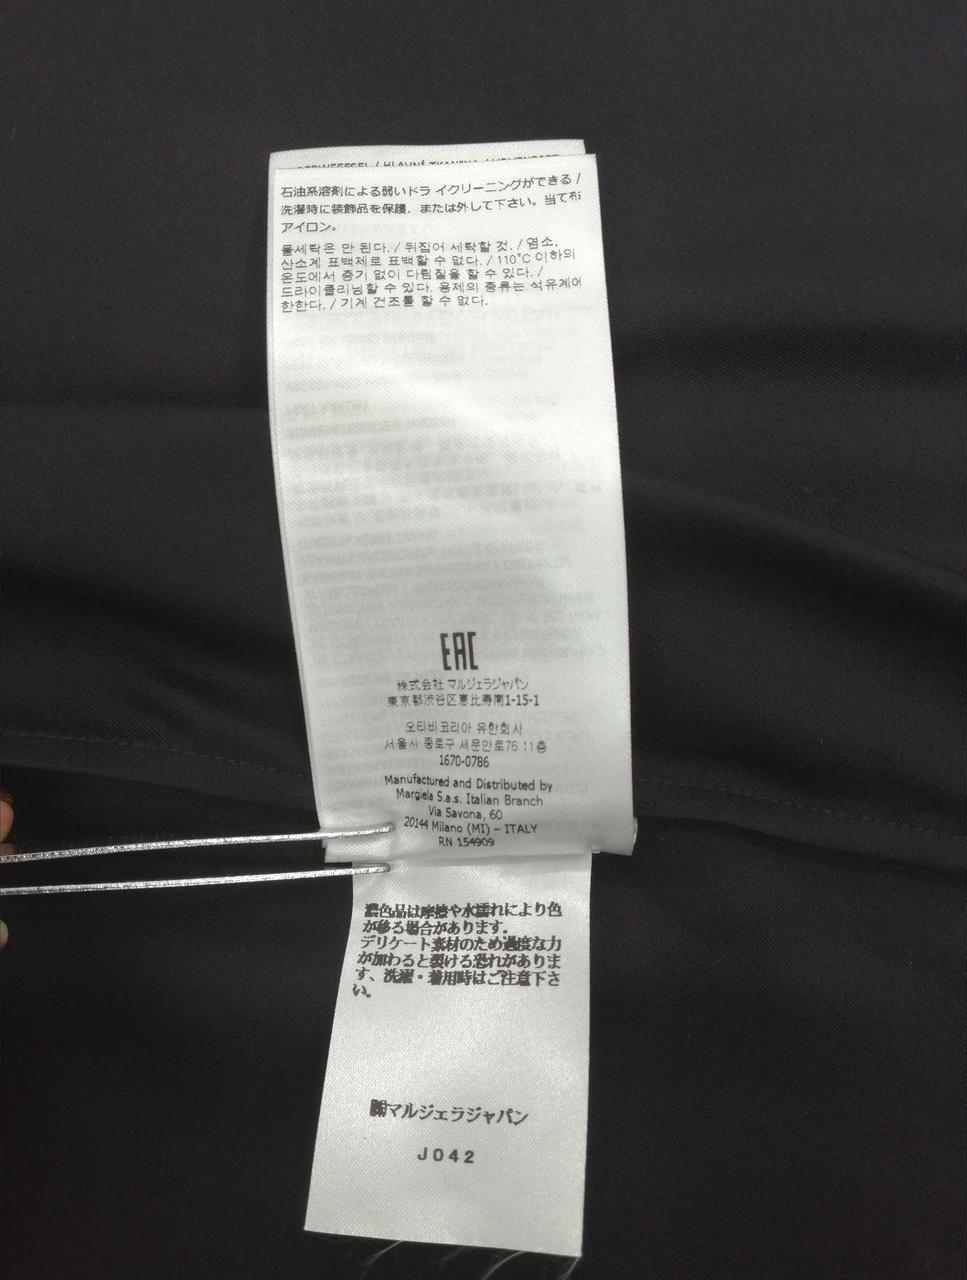 石油系溶剤による弱いドラ イクリーニングができる /
洗濯時に装飾品を保護、または外して下さい。当て布
アイロン。
물세탁은 안 된다. / 뒤집어 세탁할 것. / 염소,
산소계 표백제로 표백할 수 없다. / 110°C 이하의
온도에서 증기 없이 다림질을 할 수 있다. /
드라이클리닝할 수 있다. 용제의 종류는 석유계에
한한다. / 기계 건조를 할 수 없다.
EAC
株式会社 マルジェラジャパン
東京都渋谷区恵比寿南1-15-1
오티비코리아 유한회사
서울시 종로구 새문안로76 11층
1670-0786
Manufactured and Distributed by
Margiela S.a.s. Italian Branch
Via Savona, 60
20144 Milano (MI) – ITALY
RN 154909
濃色品は摩擦や水濡れにより色
が移る場合があります。
デリケート素材のため過度な力
が加わると裂ける恐れがありま
す、洗濯・着用時はご注意下さ
い。
㈱マルジェラジャパン
J042